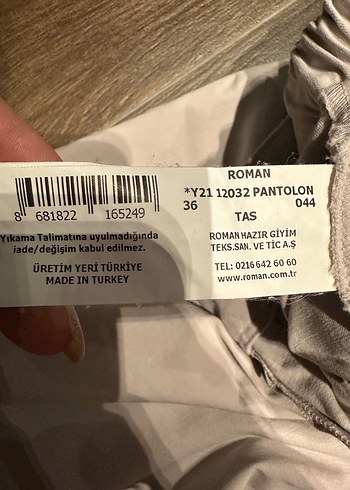 8 681822 165249
Yıkama Talimatına uyulmadığında
iade/değişim kabul edilmez.
ÜRETİM YERİ TÜRKİYE
MADE IN TURKEY
ROMAN
*Y21 12032 PANTOLON
36 044
TAS
ROMAN HAZIR GİYİM
TEKS.SAN. VE TİC A.Ş
TEL: 0216 642 60 60
www.roman.com.tr